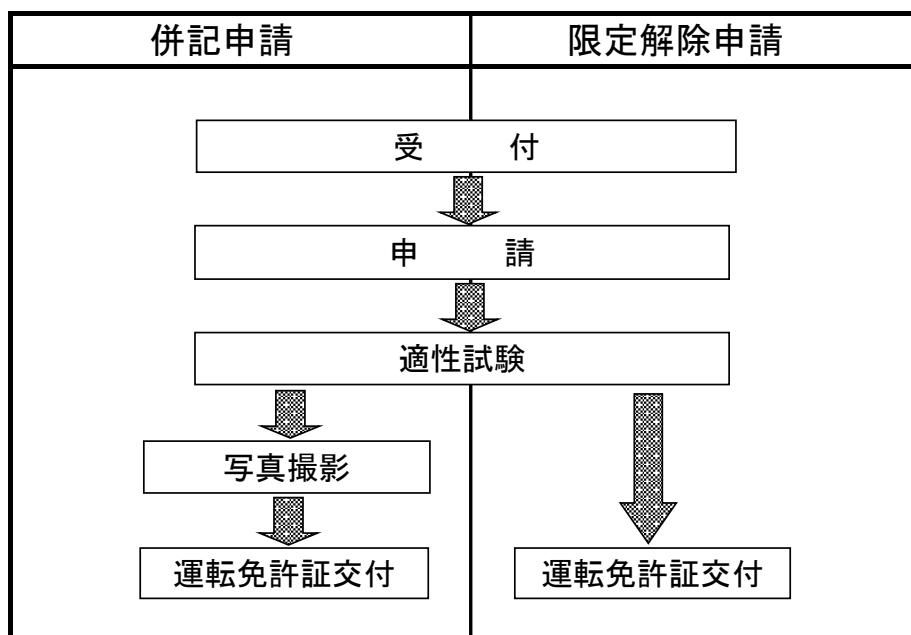 併記申請
限定解除申請
受付
申請
適性試験
写真撮影
運転免許証交付
運転免許証交付